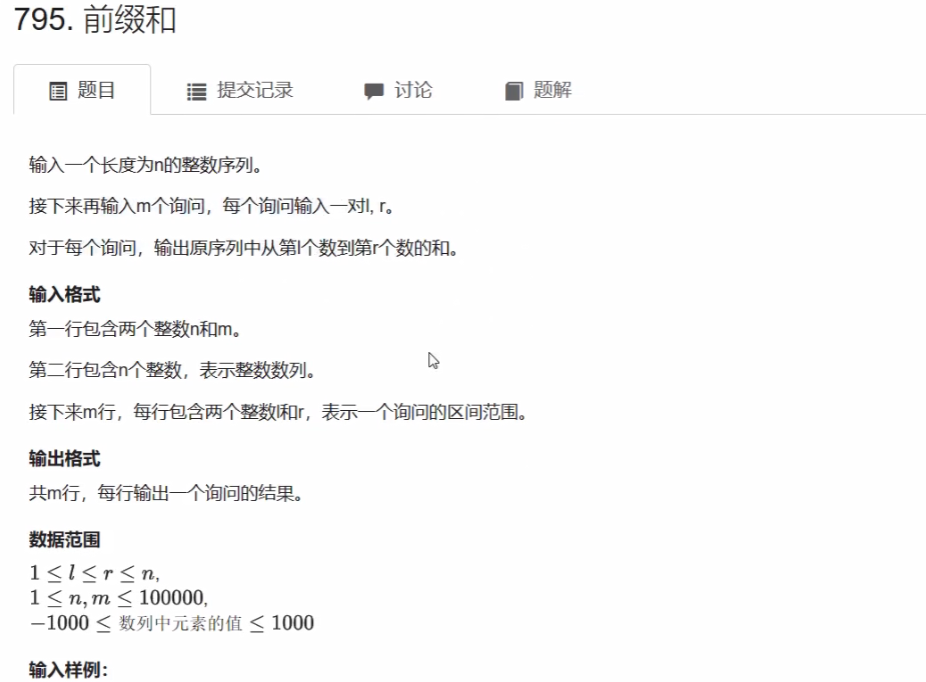 795. 前缀和
题目 提交记录 讨论 题解
输入一个长度为n的整数序列。
接下来再输入m个询问，每个询问输入一对l, r。
对于每个询问，输出原序列中从第l个数到第r个数的和。
输入格式
第一行包含两个整数n和m。
第二行包含n个整数，表示整数数列。
接下来m行，每行包含两个整数l和r，表示一个询问的区间范围。
输出格式
共m行，每行输出一个询问的结果。
数据范围
1 ≤ l ≤ r ≤ n,
1 ≤ n, m ≤ 100000,
−1000 ≤ 数列中元素的值 ≤ 1000
输入样例：